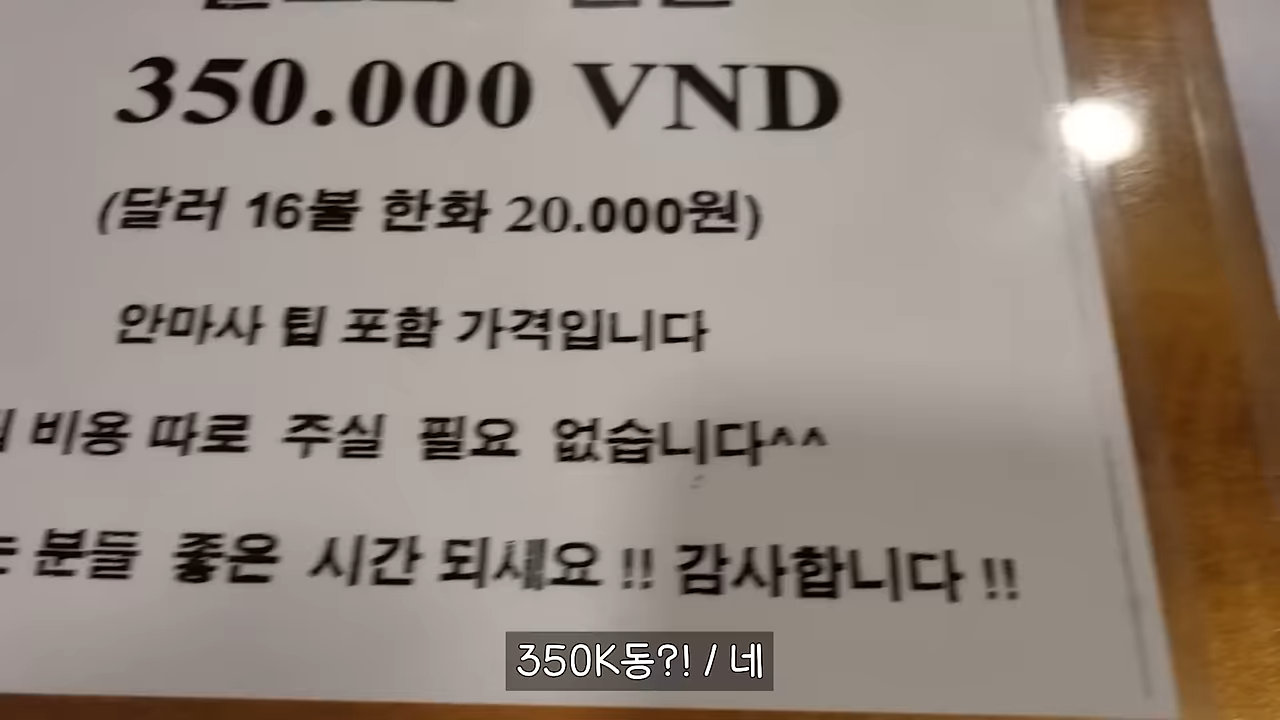 350.000 VND
(달러 16불 한화 20.000원)
안마사 팁 포함 가격입니다
비용 따로 주실 필요 없습니다^^
분들 좋은 시간 되세요 !! 감사합니다 !!
350K동?! / 네